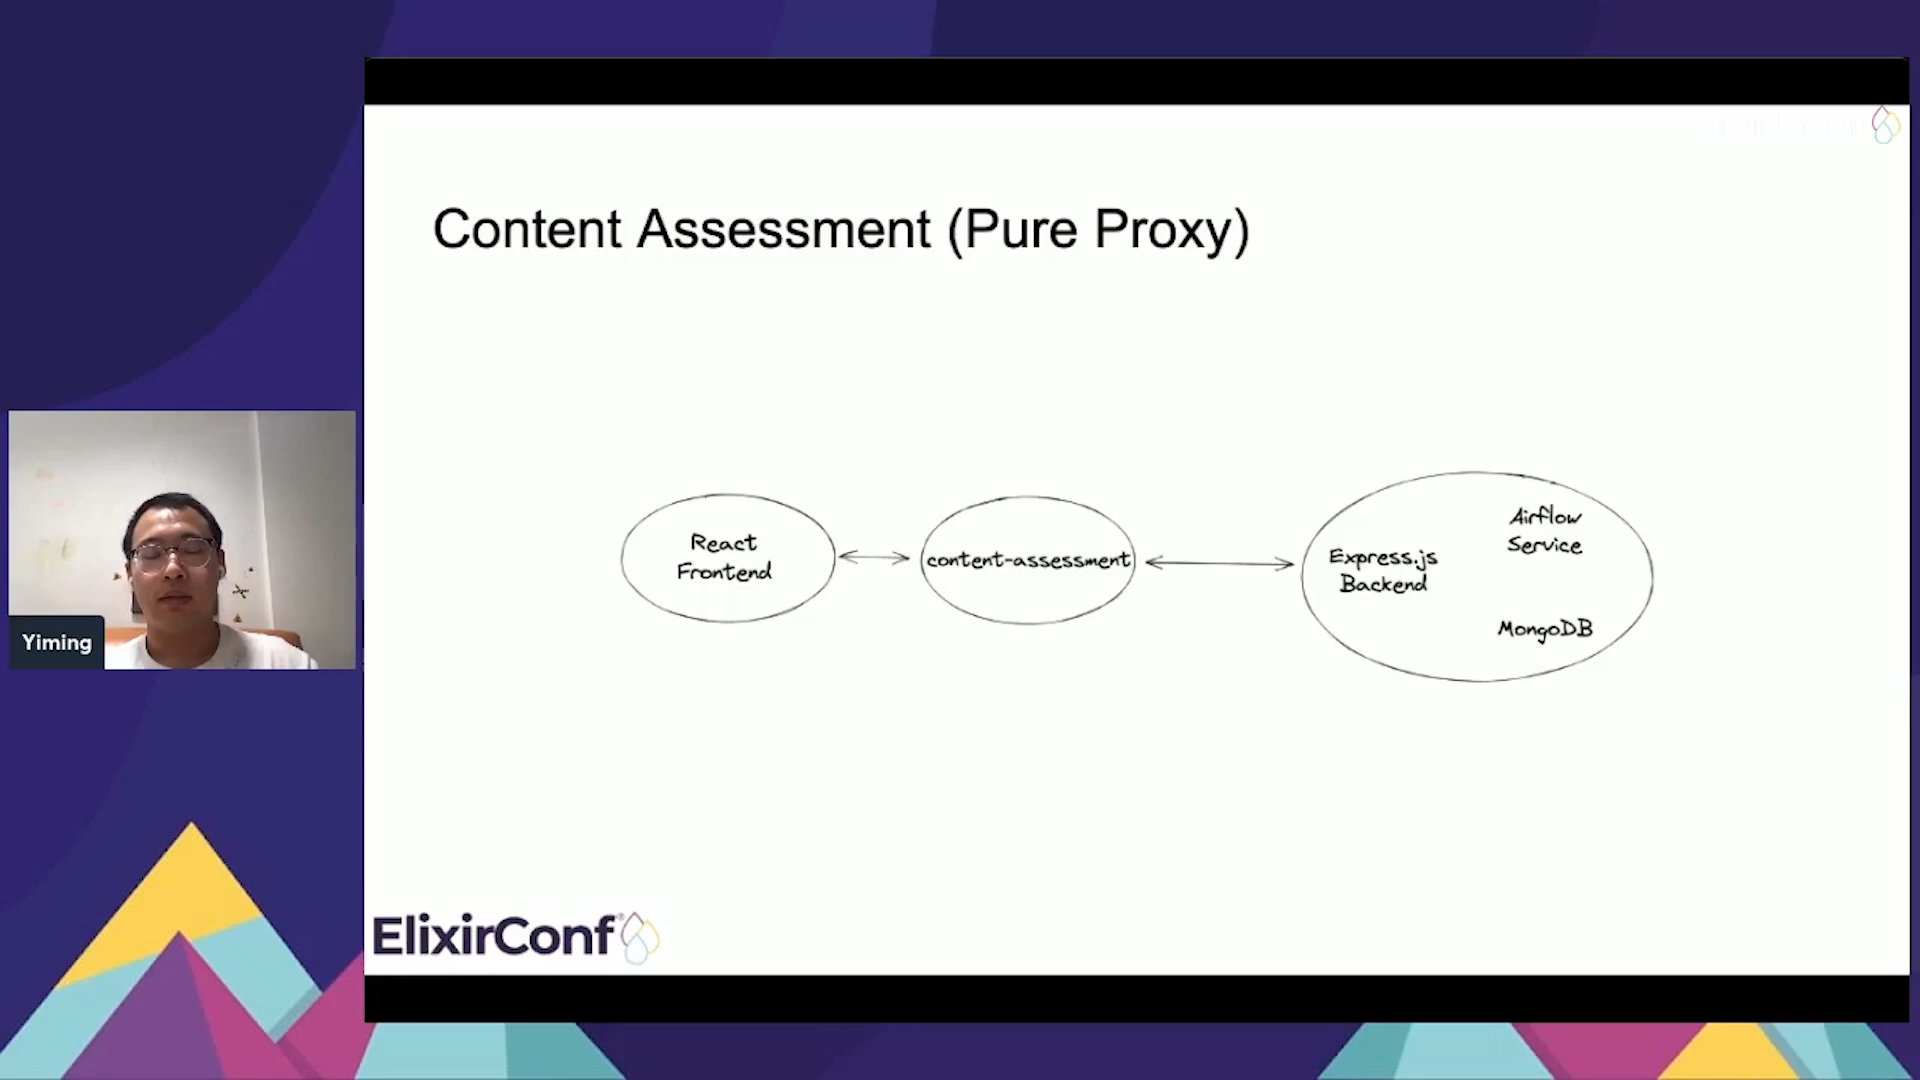 Content Assessment (Pure Proxy)
React
Frontend
content-assessment
Express.js
Backend
Airflow
Service
MongoDB
Yiming
ElixirConf®